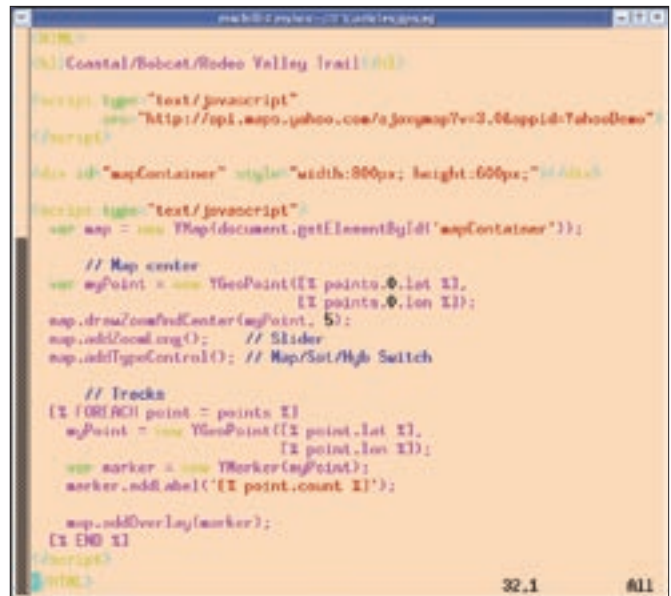 <HTML>
<h1>Coastal/Bobcat/Rodeo Valley Trail</h1>
<script type="text/javascript"
src="http://api.maps.yahoo.com/ajaxymap?v=3.0&appid=YahooDemo">
</script>
<div id="mapContainer" style="width:800px; height:600px;"></div>
<script type="text/javascript">
var map = new YMap(document.getElementById('mapContainer'));
// Map center
var myPoint = new YGeoPoint([% points.0.lat %],
[% points.0.lon %]);
map.drawZoomAndCenter(myPoint, 5);
map.addZoomLong(); // Slider
map.addTypeControl(); // Map/Sat/Hyb Switch
// Tracks
[% FOREACH point = points %]
myPoint = new YGeoPoint([% point.lat %],
[% point.lon %]);
var marker = new YMarker(myPoint);
marker.addLabel('[% point.count %]');
map.addOverlay(marker);
[% END %]
</script>
</HTML>
32,1 All